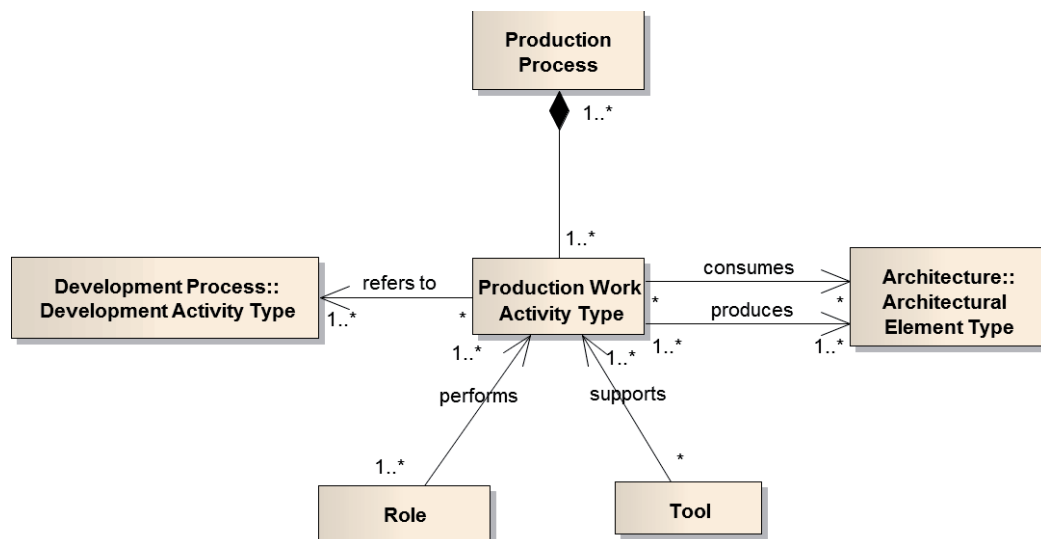 Production
Process
1..*
1..*
Development Process::
Development Activity Type
refers to
1..*
*
Production Work
Activity Type
consumes
*
*
produces
1..*
1..*
Architecture::
Architectural
Element Type
1..*
1..*
performs
supports
1..*
*
Role
Tool